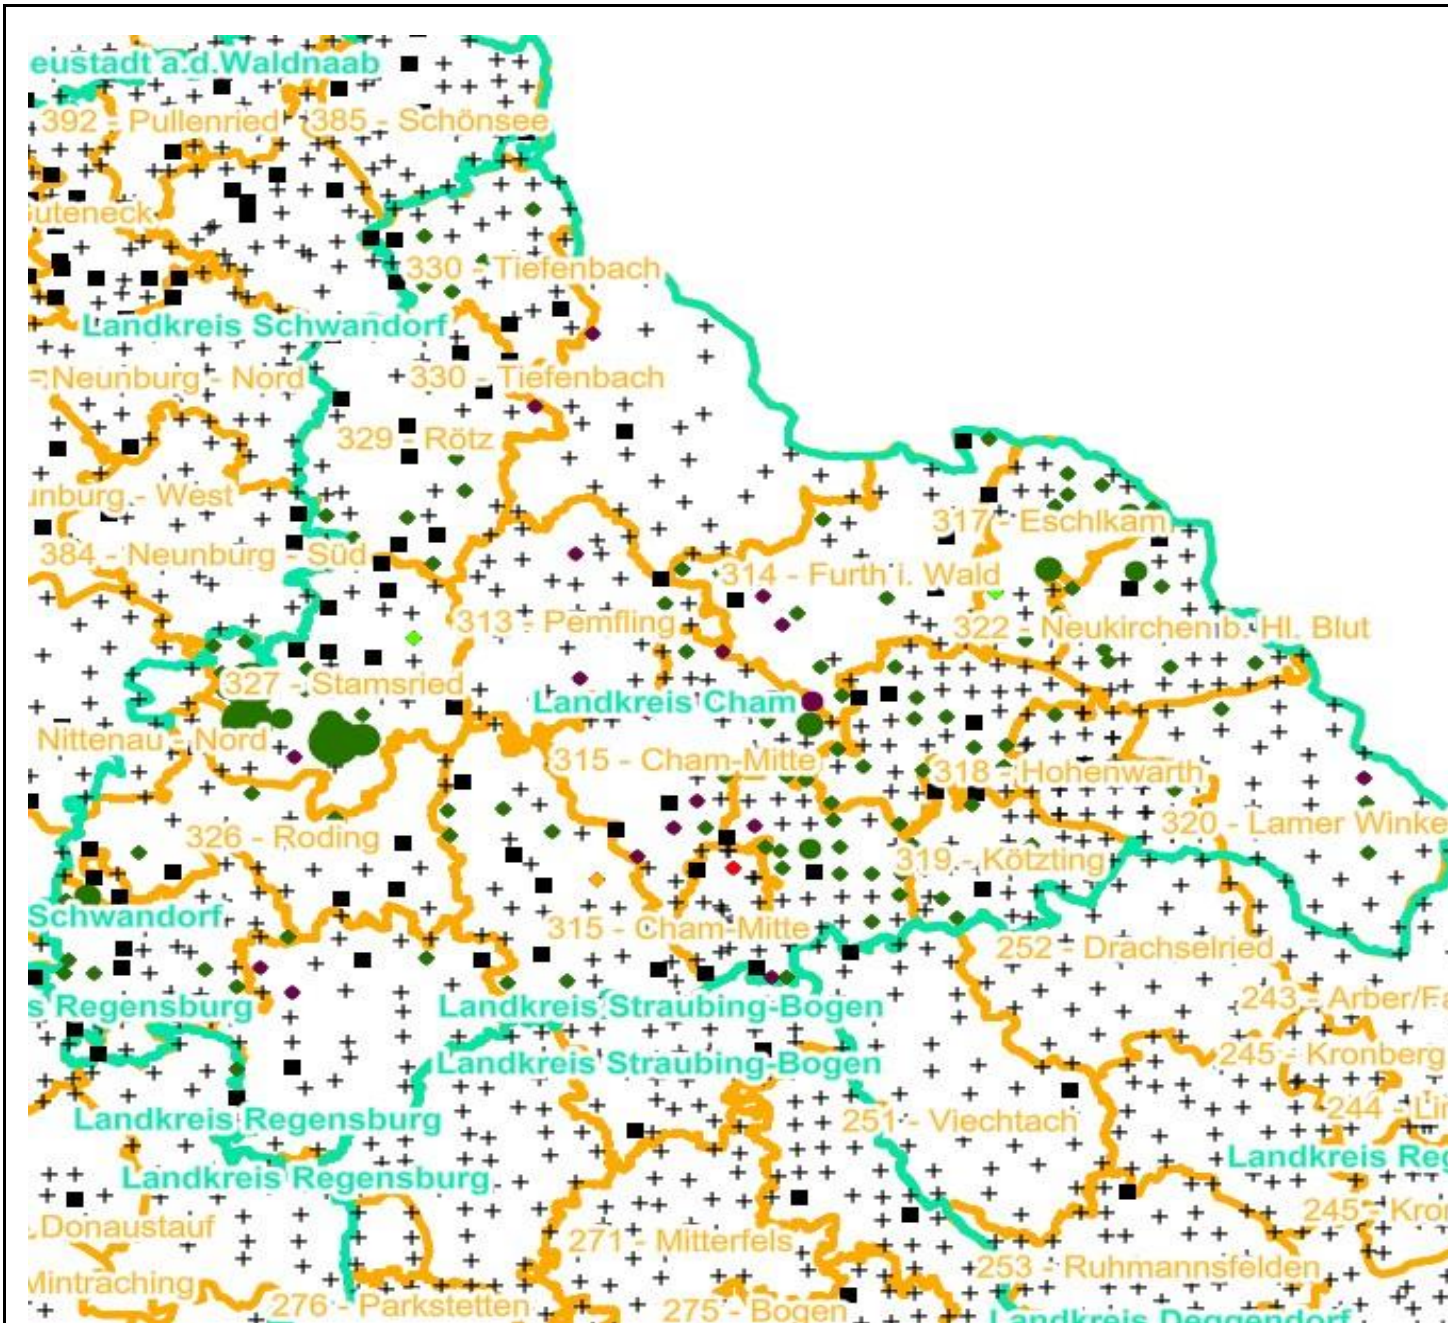 eustadt a.d.Waldnaab
392 - Pullenried
385 - Schönsee
Guteneck
330 - Tiefenbach
Landkreis Schwandorf
Neunburg - Nord
330 - Tiefenbach
329 - Rötz
unburg - West
317 - Eschlkam
384 - Neunburg - Süd
314 - Furth i. Wald
313 - Pemfling
322 - Neukirchen b. Hl. Blut
327 - Stamsried
Landkreis Cham
Nittenau - Nord
315 - Cham-Mitte
318 - Hohenwarth
320 - Lamer Winke
326 - Roding
319 - Kötzting
Schwandorf
315 - Cham-Mitte
252 - Drachselried
s Regensburg
Landkreis Straubing-Bogen
243 - Arber/Fa
Landkreis Straubing-Bogen
245 - Kronberg
Landkreis Regensburg
251 - Viechtach
244 - Li
Landkreis Regensburg
Landkreis Reg
Donaustauf
271 - Mitterfels
245 - Kro
Mintraching
253 - Ruhmannsfelden
276 - Parkstetten
275 - Bogen
Landkreis Deggendorf